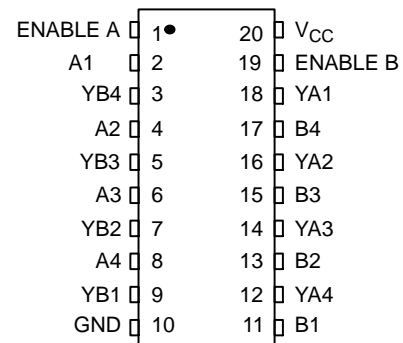 ENABLE A 1 20 VCC
A1 2 19 ENABLE B
YB4 3 18 YA1
A2 4 17 B4
YB3 5 16 YA2
A3 6 15 B3
YB2 7 14 YA3
A4 8 13 B2
YB1 9 12 YA4
GND 10 11 B1